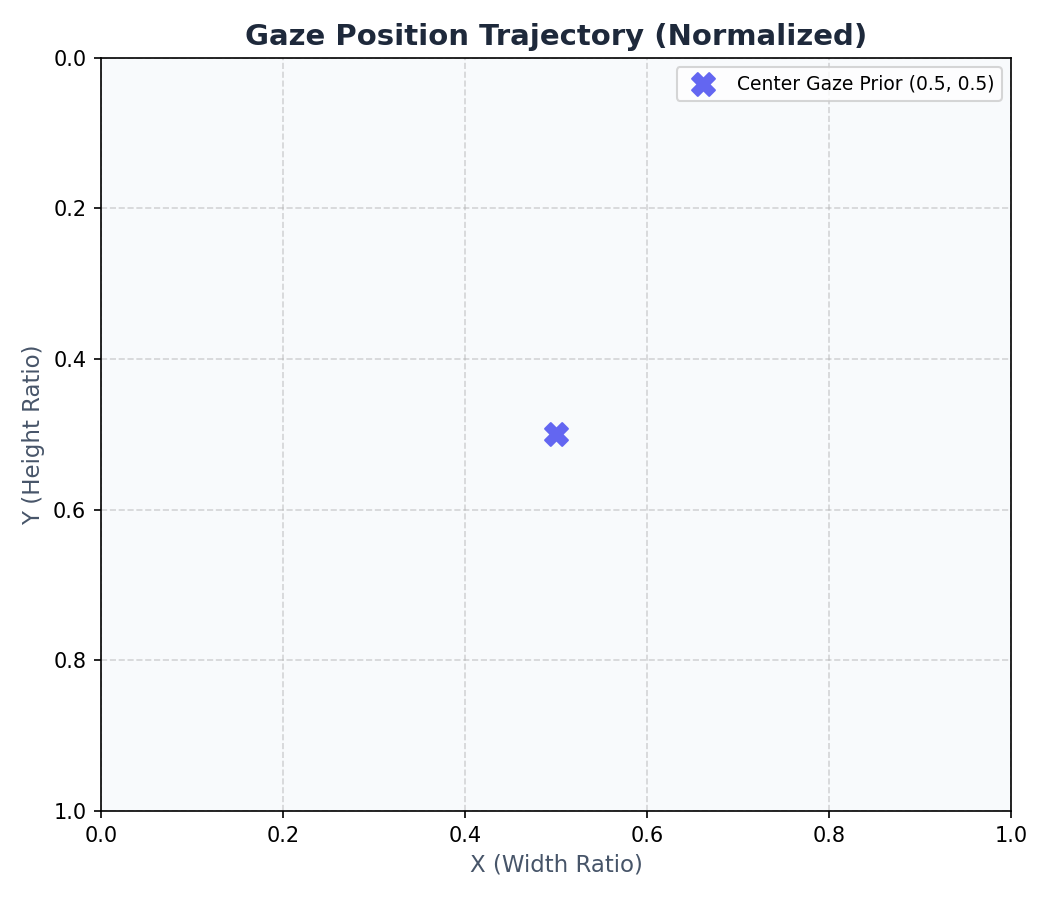 Gaze Position Trajectory (Normalized)
Center Gaze Prior (0.5, 0.5)
0.0
0.2
0.4
0.6
0.8
1.0
Y (Height Ratio)
0.0 0.2 0.4 0.6 0.8 1.0
X (Width Ratio)